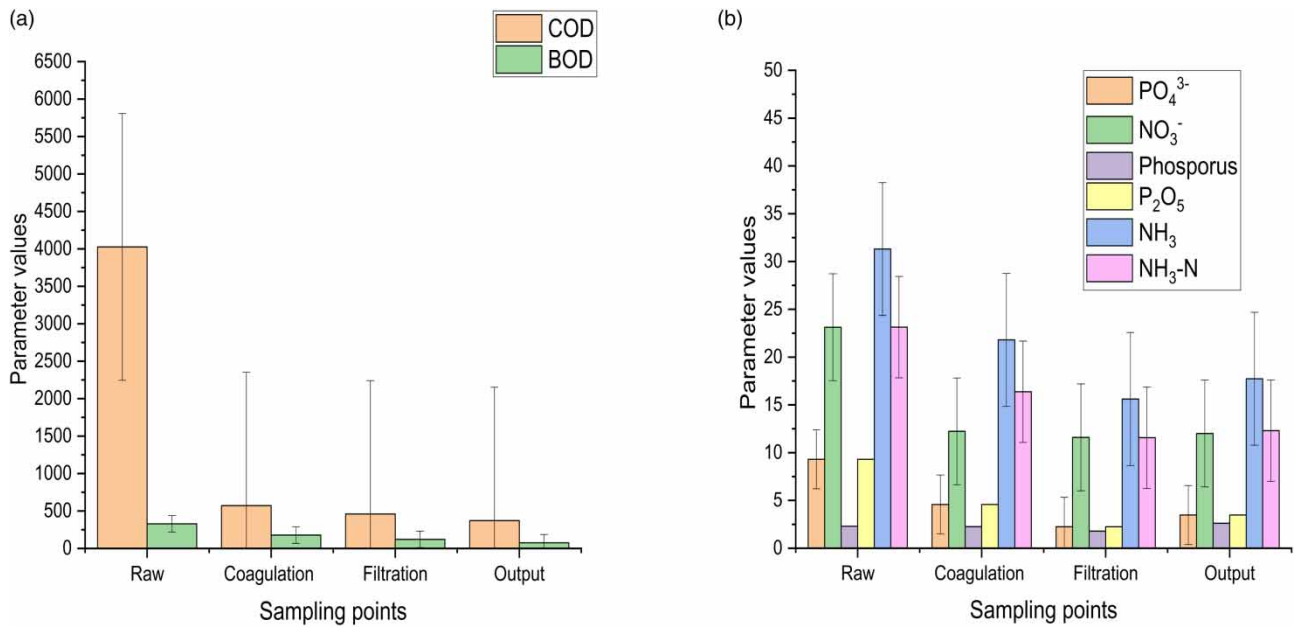 (a)
COD
BOD
6500
6000
5500
5000
4500
4000
3500
3000
2500
2000
1500
1000
500
0
Parameter values
Raw
Coagulation
Filtration
Output
Sampling points
(b)
PO₄³⁻
NO₃⁻
Phosporus
P₂O₅
NH₃
NH₃-N
50
45
40
35
30
25
20
15
10
5
0
Parameter values
Raw
Coagulation
Filtration
Output
Sampling points